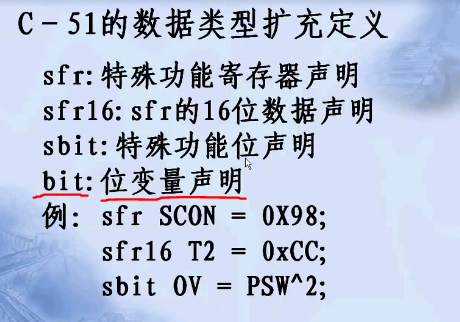 C-51的数据类型扩充定义
sfr:特殊功能寄存器声明
sfr16:sfr的16位数据声明
sbit:特殊功能位声明
bit:位变量声明
例: sfr SCON = 0X98;
sfr16 T2 = 0xCC;
sbit OV = PSW^2;